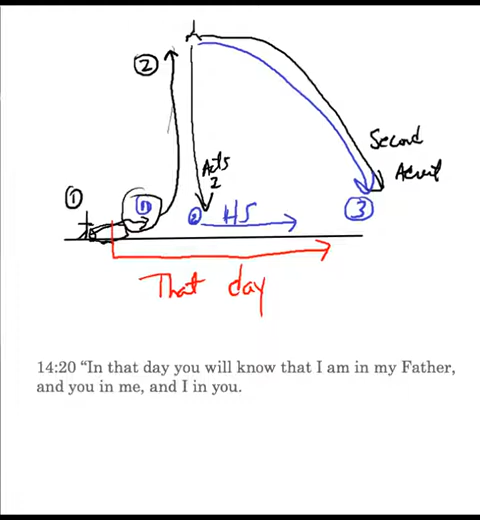 ②
Second
Advent
Acts
2
①
①
② HS
③
That day
14:20 “In that day you will know that I am in my Father,
and you in me, and I in you.